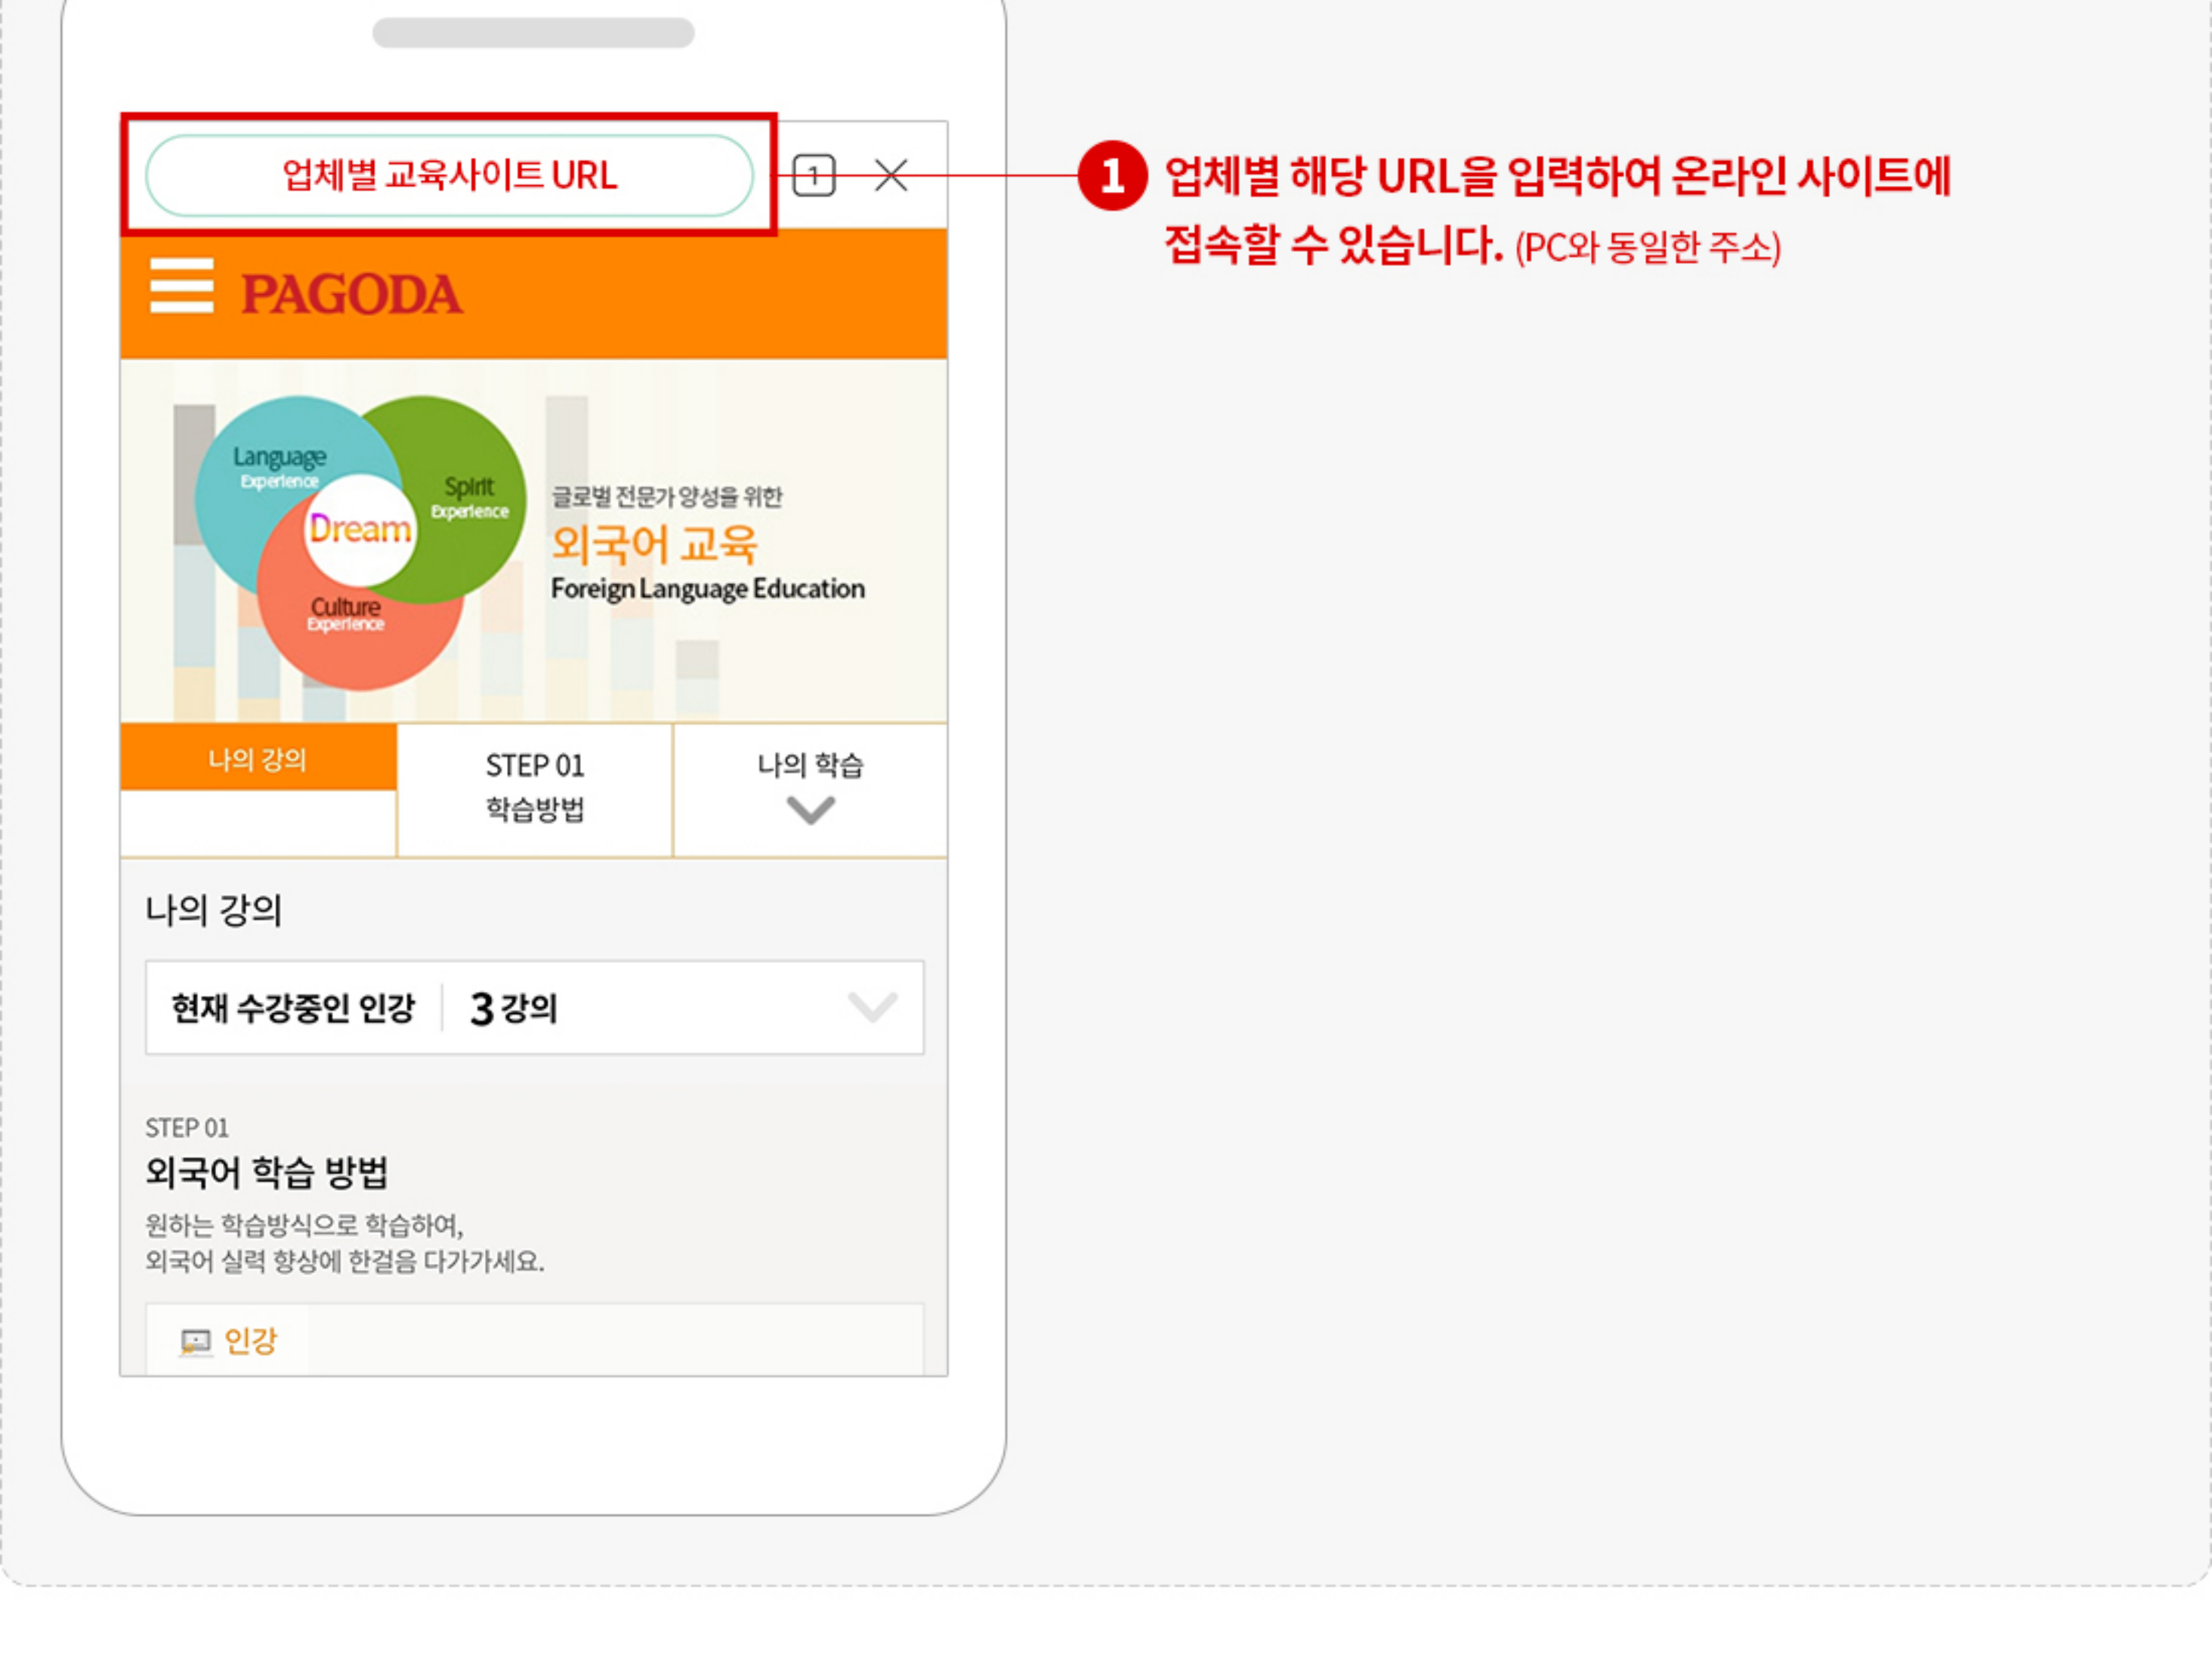 업체별 교육사이트 URL
1
1 업체별 해당 URL을 입력하여 온라인 사이트에
접속할 수 있습니다. (PC와 동일한 주소)
PAGODA
Language
Experience
Spirit
Experience
Dream
Culture
Experience
글로벌 전문가 양성을 위한
외국어 교육
Foreign Language Education
나의 강의
STEP 01
학습방법
나의 학습
나의 강의
현재 수강중인 인강 3 강의
STEP 01
외국어 학습 방법
원하는 학습방식으로 학습하여,
외국어 실력 향상에 한걸음 다가가세요.
인강